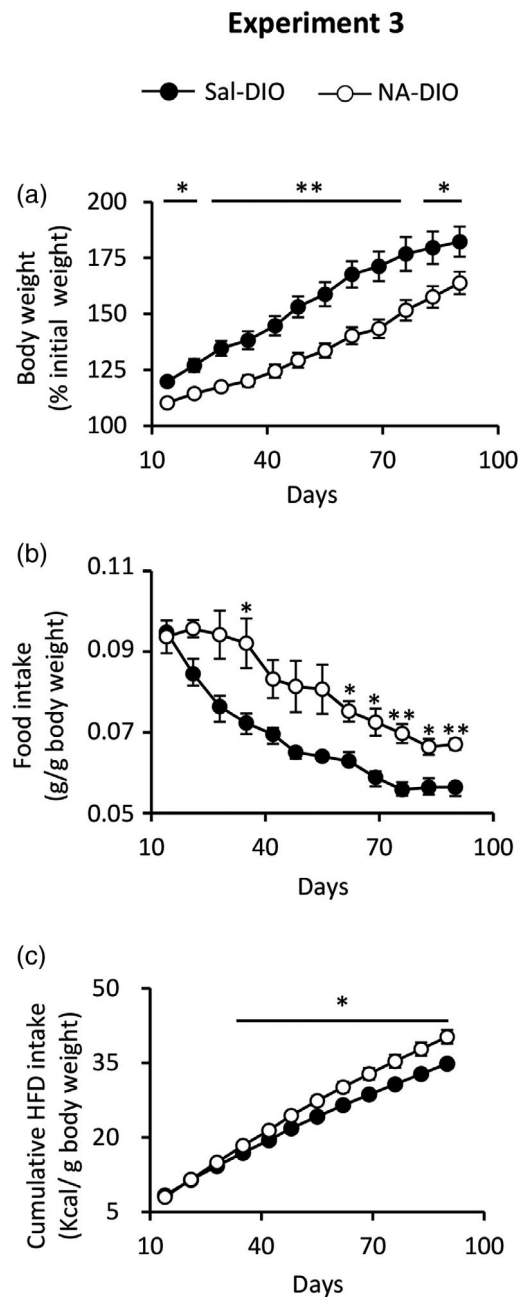 Experiment 3
Sal-DIO NA-DIO
(a)
* ** *
200
175
150
125
100
Body weight
(% initial weight)
10 40 70 100
Days
(b)
0.11
0.09
0.07
0.05
Food intake
(g/g body weight)
* * * ** * **
10 40 70 100
Days
(c)
50
35
20
5
Cumulative HFD intake
(Kcal/ g body weight)
*
10 40 70 100
Days